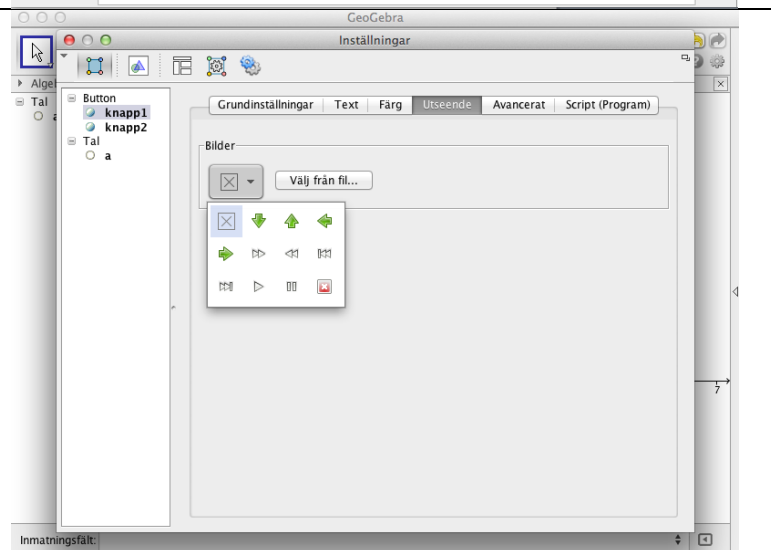 GeoGebra
Inställningar
Alge
Tal
a
Button
knapp1
knapp2
Tal
a
Grundinställningar Text Färg Utseende Avancerat Script (Program)
Bilder
Välj från fil...
7
Inmatningsfält: